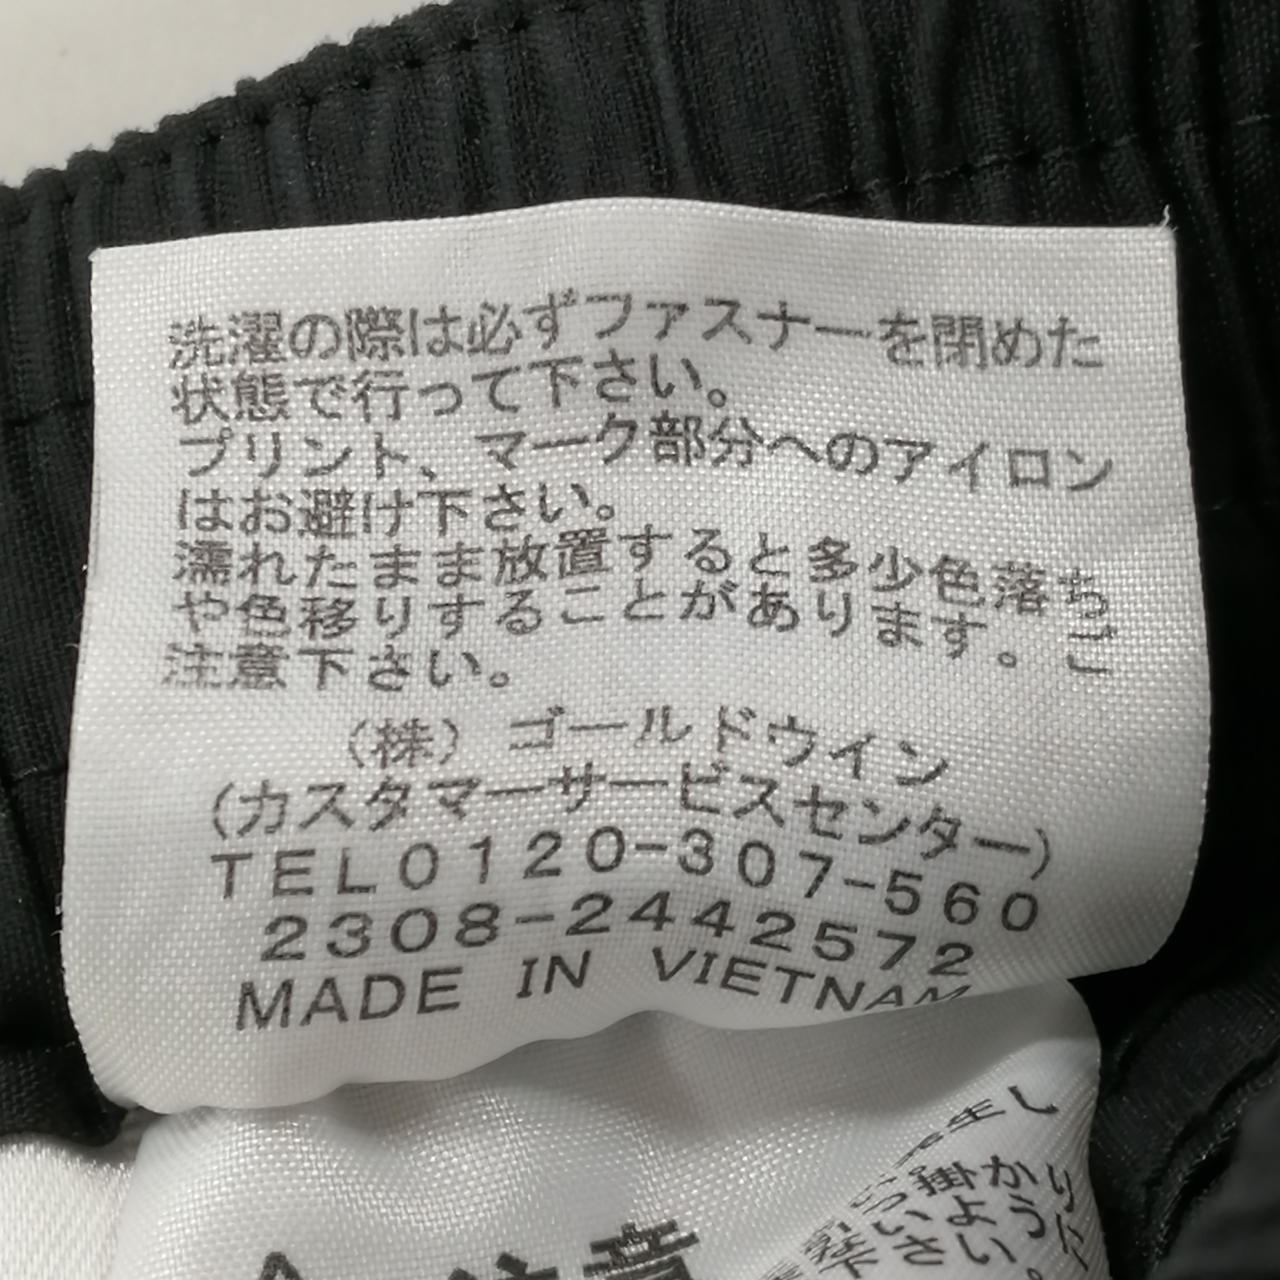 洗濯の際は必ずファスナーを閉めた
状態で行って下さい。
プリント、マーク部分へのアイロン
はお避け下さい。
濡れたまま放置すると多少色落ち
や色移りすることがあります。ご
注意下さい。
(株)ゴールドウイン
(カスタマーサービスセンター)
TEL0120-307-560
2308-2442572
MADE IN VIETNAM
注意